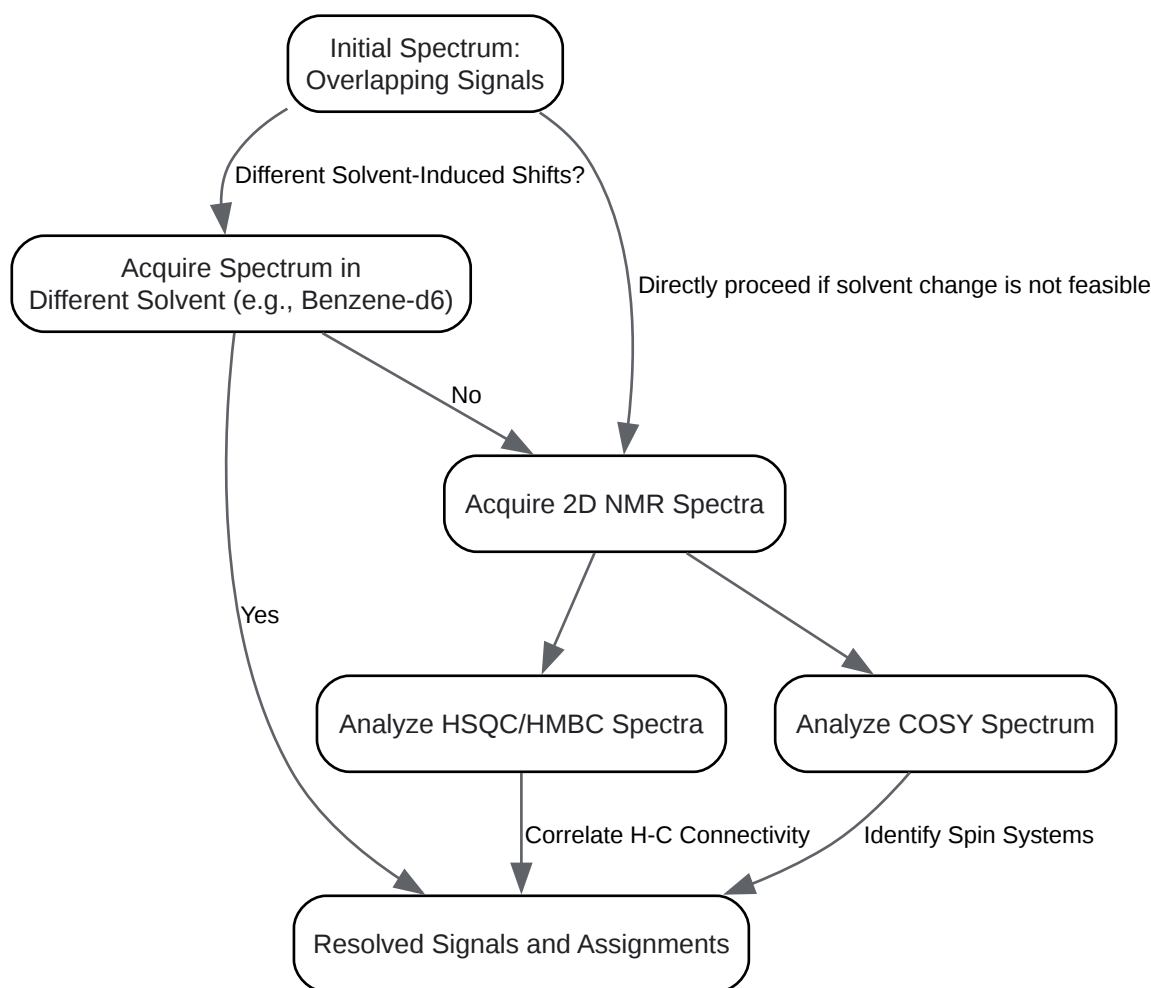 Initial Spectrum:
Overlapping Signals
Different Solvent-Induced Shifts?
Acquire Spectrum in
Different Solvent (e.g., Benzene-d6)
Directly proceed if solvent change is not feasible
No
Acquire 2D NMR Spectra
Yes
Analyze HSQC/HMBC Spectra
Analyze COSY Spectrum
Correlate H-C Connectivity
Identify Spin Systems
Resolved Signals and Assignments